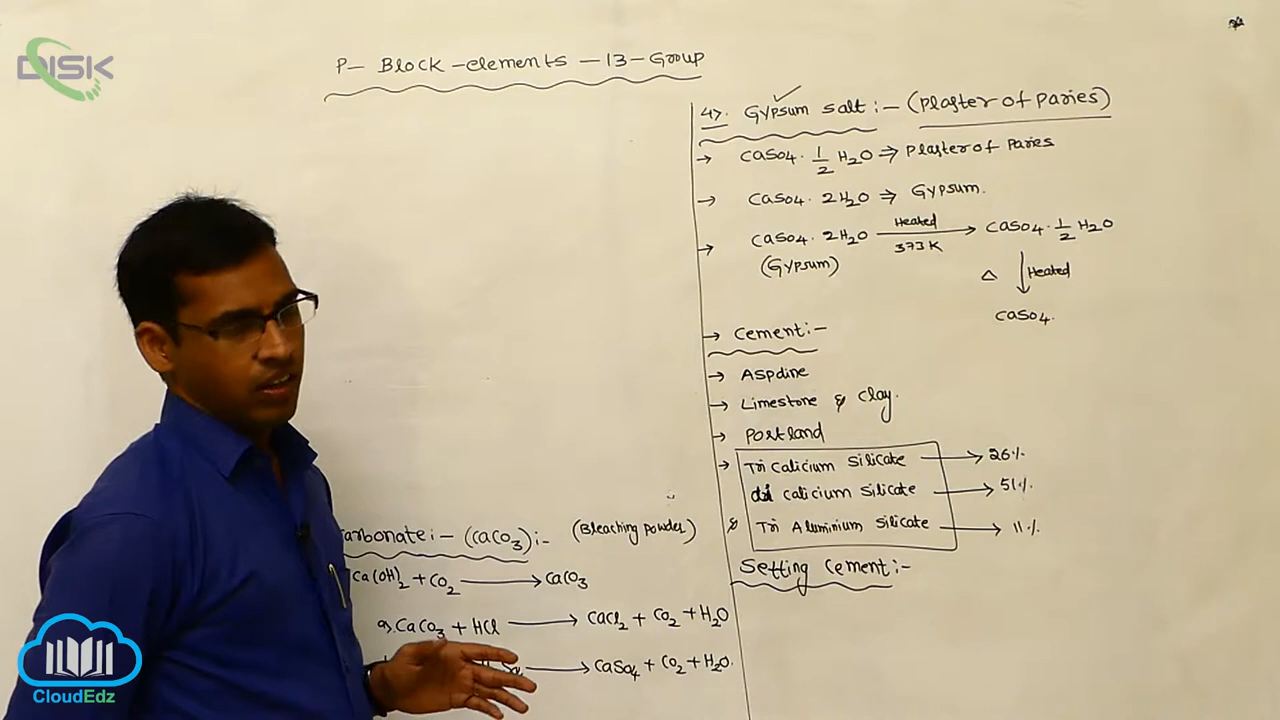 DISK
P- Block-elements - 13 - Group
4). Gypsum salt :- (Plaster of Paries)
→ CaSO4 . 1/2 H2O ⇒ Plaster of Paries
→ CaSO4 . 2H2O ⇒ Gypsum.
→ CaSO4 . 2H2O Heated → CaSO4 . 1/2 H2O
373 K
(Gypsum)
Δ ↓ Heated
CaSO4.
→ Cement :-
→ Aspdine
→ Limestone & clay.
→ Portland
→ Tri Calicium Silicate → 26%
di calicium silicate → 51%
& Tri Aluminium silicate → 11%
Setting Cement :-
arbonate :- (CaCO3) :- (Bleaching powder)
Ca(OH)2 + CO2 → CaCO3
a). CaCO3 + HCl → CaCl2 + CO2 + H2O
→ CaSO4 + CO2 + H2O.
CloudEdz